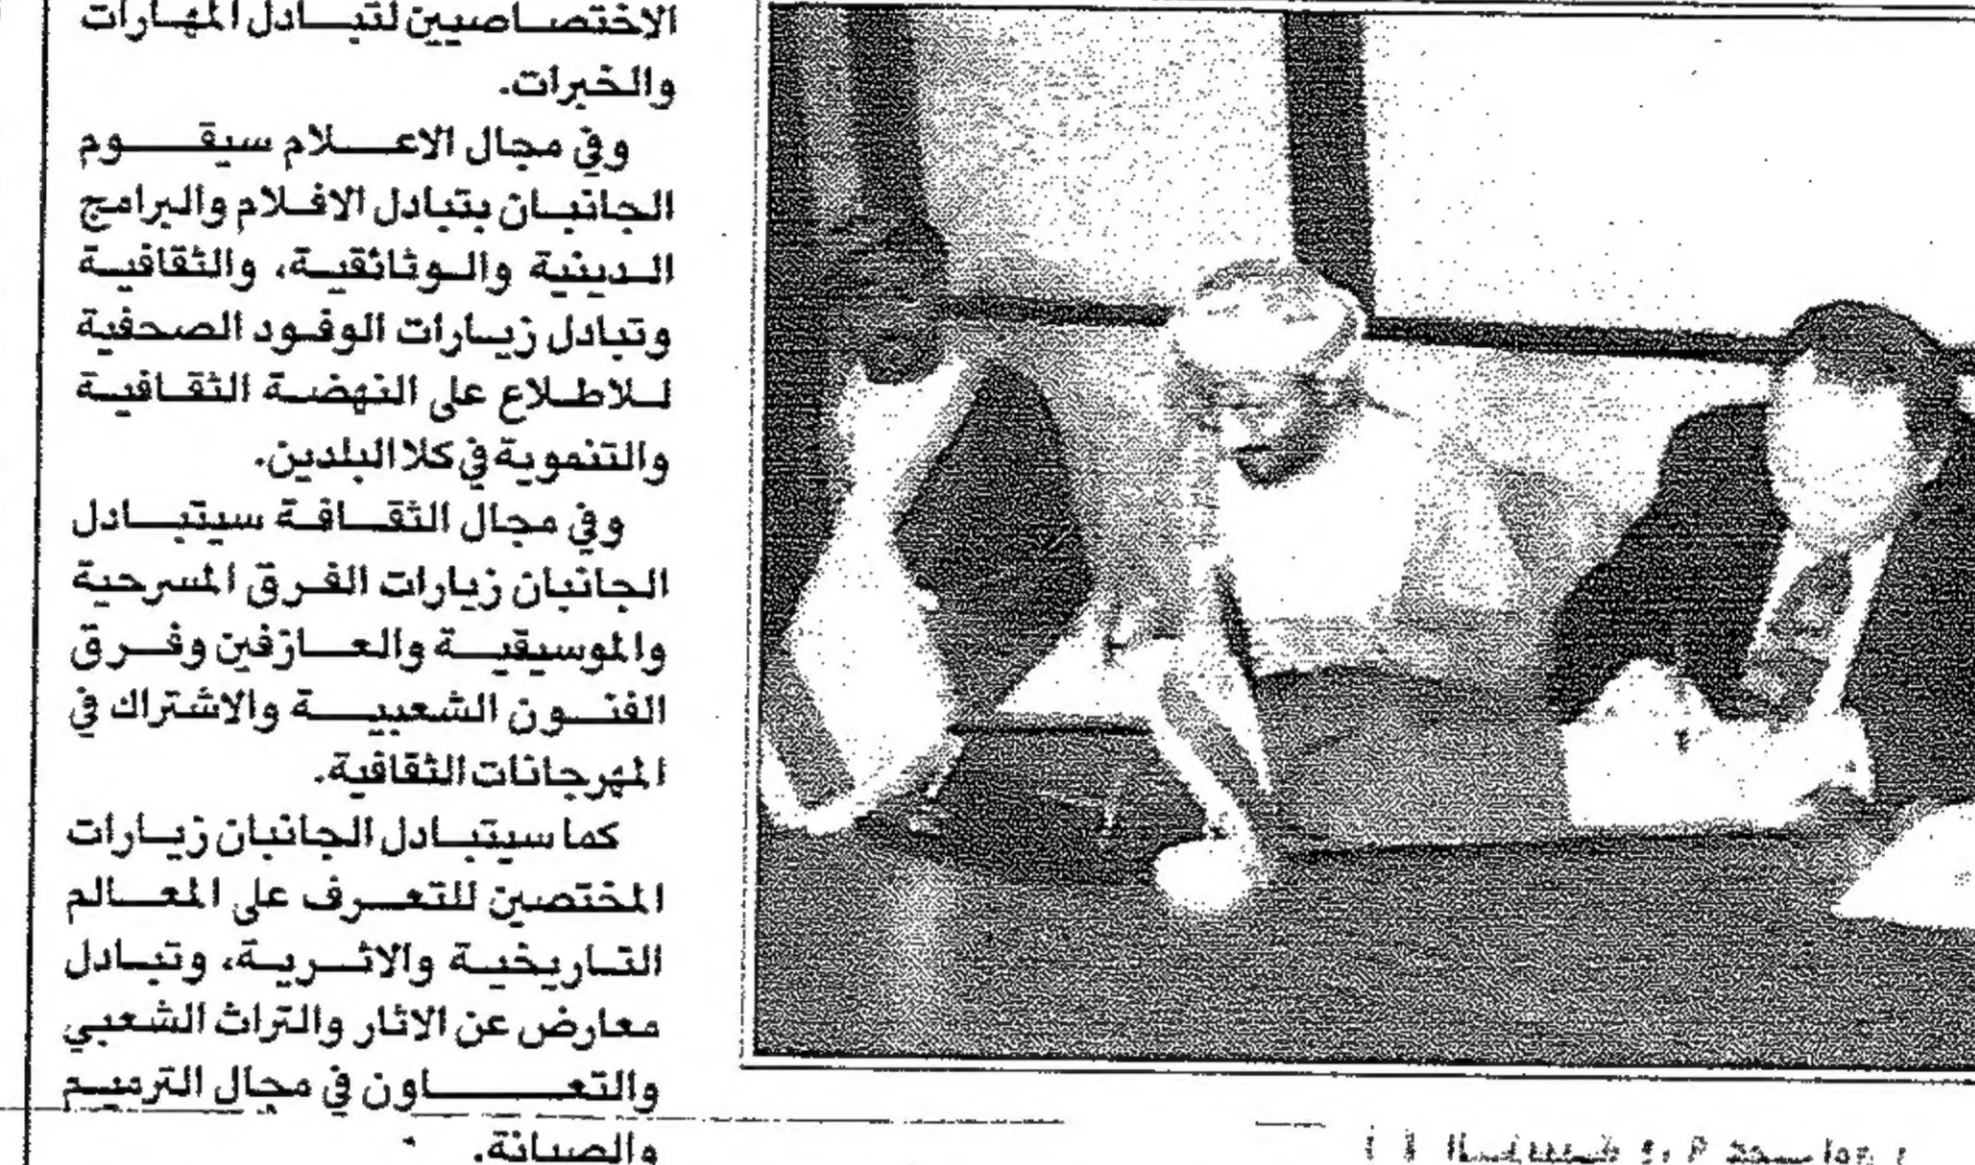 الاختصاصيين لتبادل المهارات
والخبرات.
وفي مجال الاعلام سيقوم
الجانبان بتبادل الافلام والبرامج
الدينية والوثائقية، والثقافية
وتبادل زيارات الوفود الصحفية
للاطلاع على النهضة الثقافية
والتنموية في كلا البلدين.
وفي مجال الثقافة سيتبادل
الجانبان زيارات الفرق المسرحية
والموسيقية والعازفين وفرق
الفنون الشعبية والاشتراك في
المهرجانات الثقافية.
كما سيتبادل الجانبان زيارات
المختصين للتعرف على المعالم
التاريخية والاثرية، وتبادل
معارض عن الاثار والتراث الشعبي
والتعاون في مجال الترميم
والصيانة.